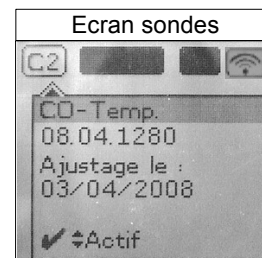 Ecran sondes
C2
CO-Temp.
08.04.1280
Ajustage le :
03/04/2008
Actif